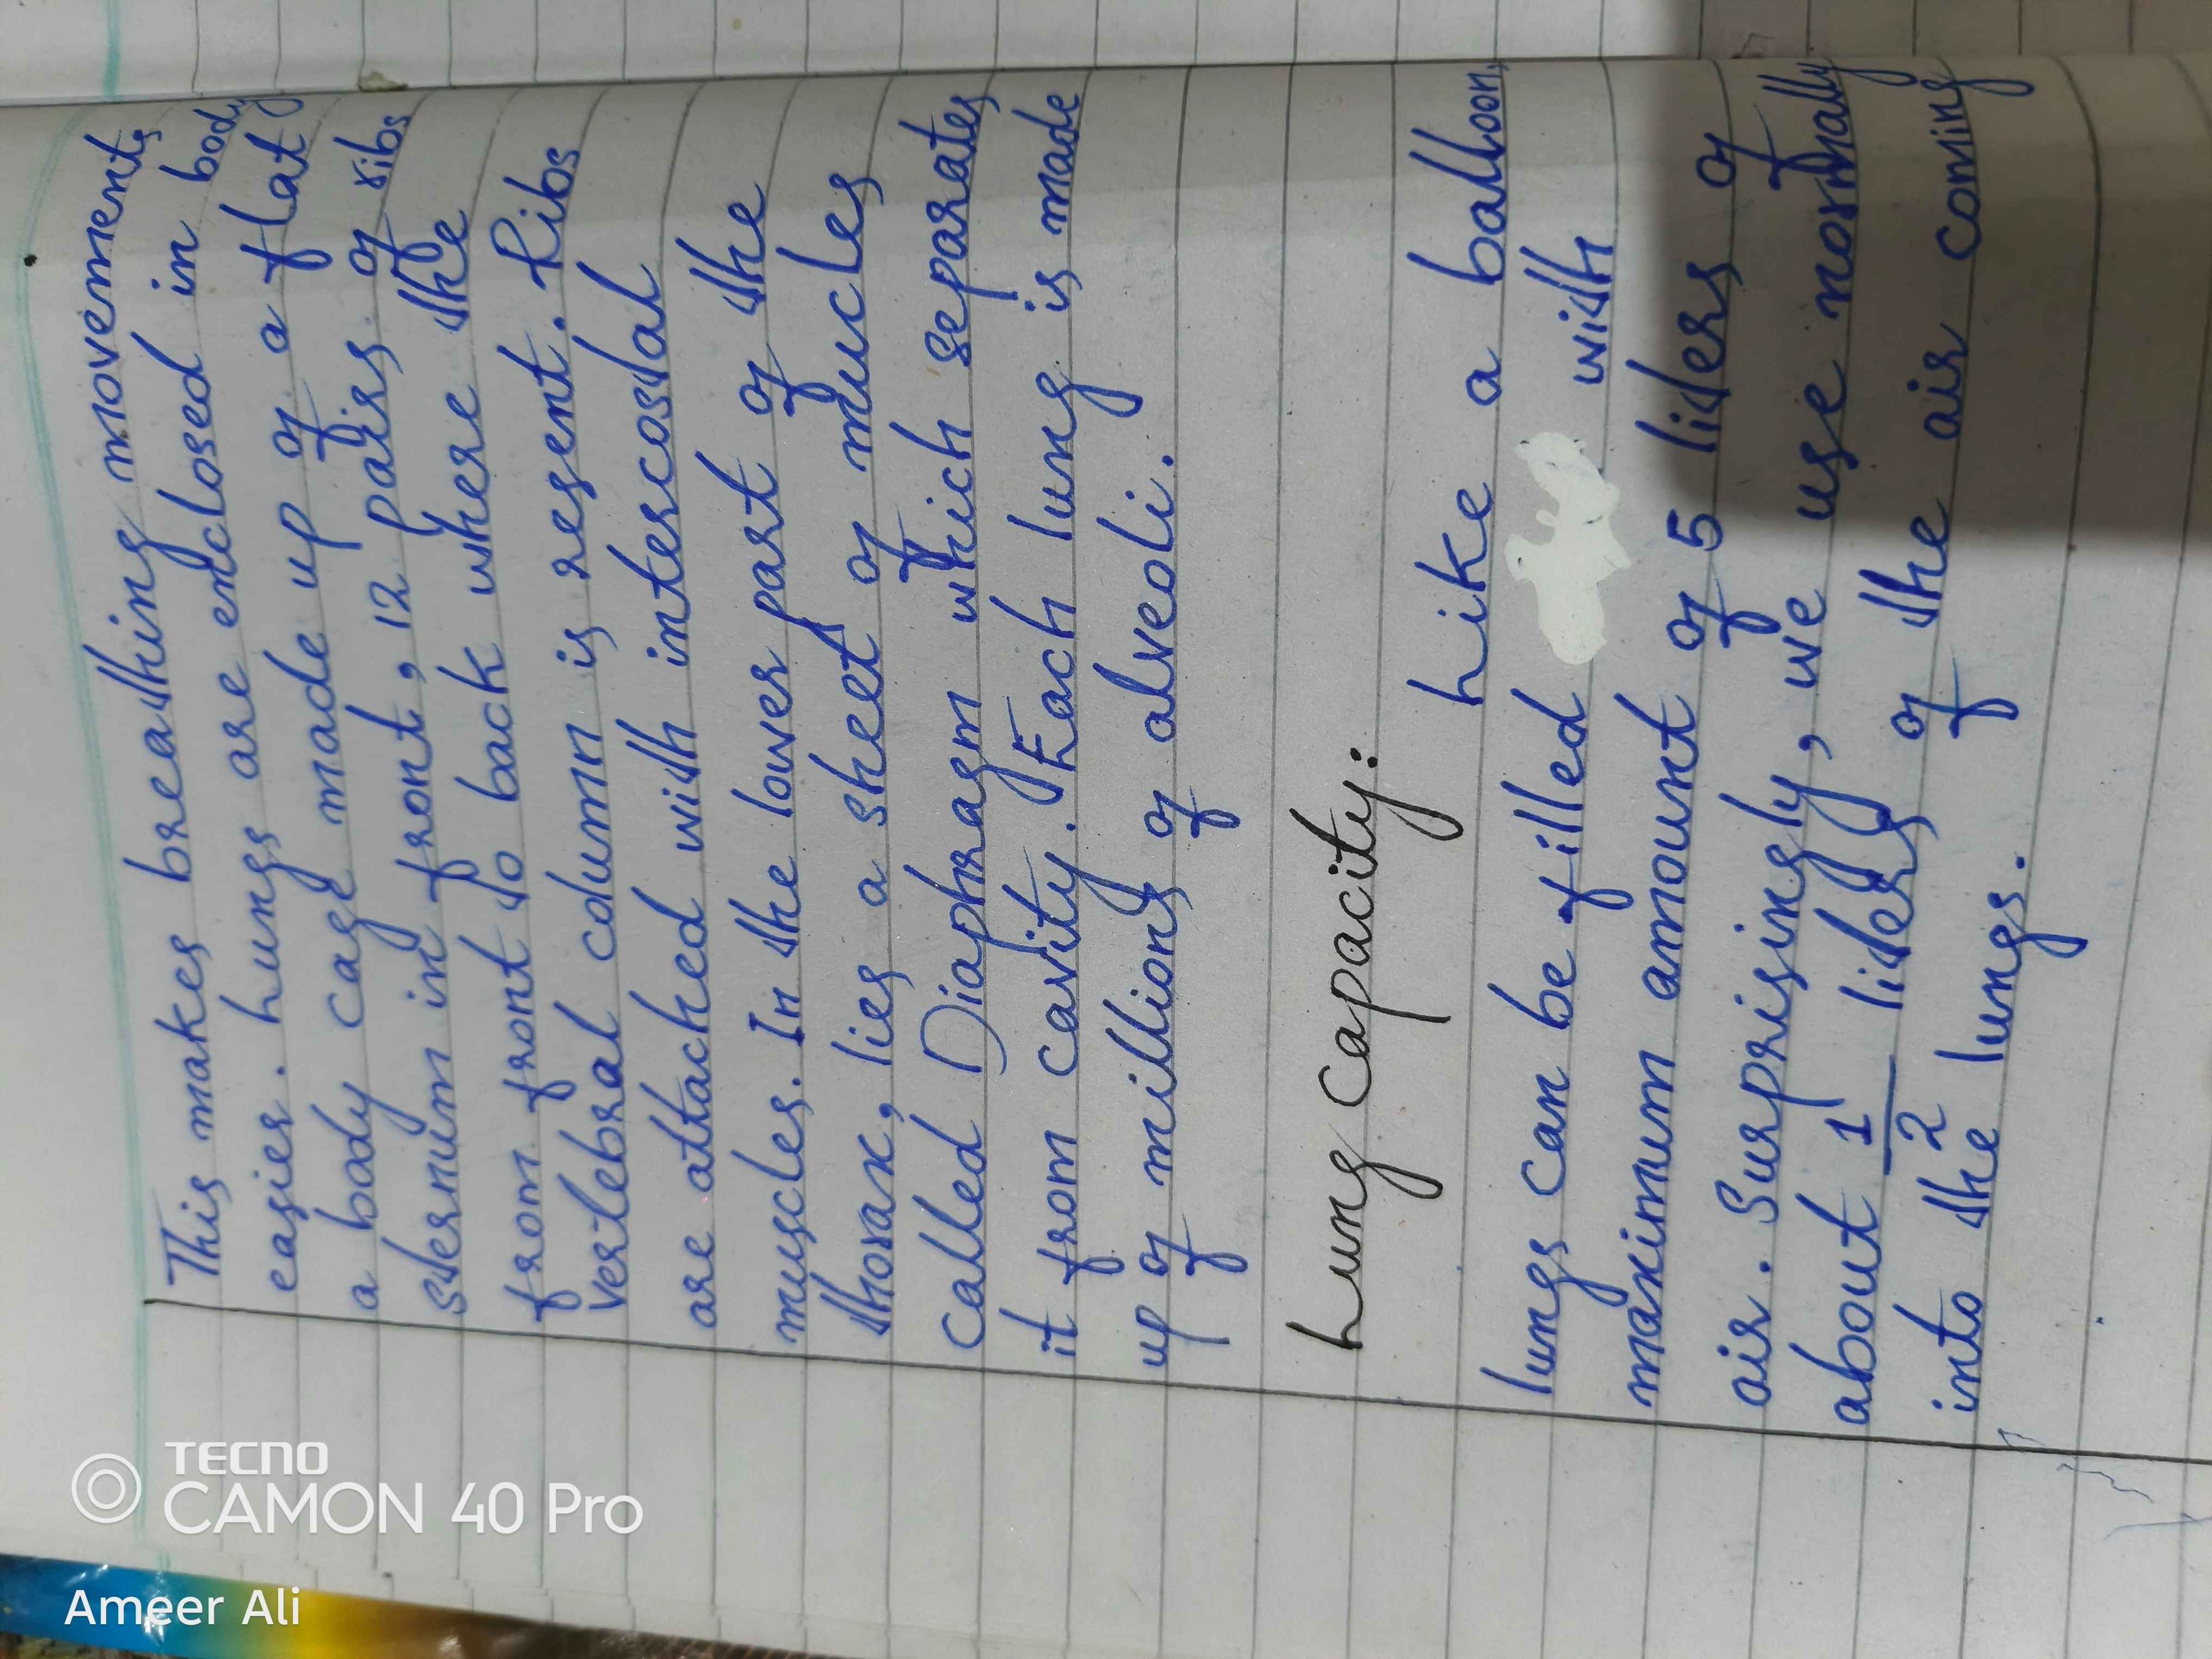 This makes breathing movements
easier. Lungs are enclosed in body
a body cage made up of a flat
sternum in front, 12 pairs of ribs
from front to back where the
vertebral column is resent. Ribs
are attached with intercostal
muscles. In the lower part of the
thorax, lies a sheet of mucles
called Diaphragm which separates
it from cavity. Each lung is made
up of millions of alveoli.
Lung Capacity:
Like a balloon,
lungs can be filled with
maximum amount of 5 liters of
air. Surprisingly, we use normally
about 1/2 liters of the air coming
into the lungs.
TECNO
CAMON 40 Pro
Ameer Ali